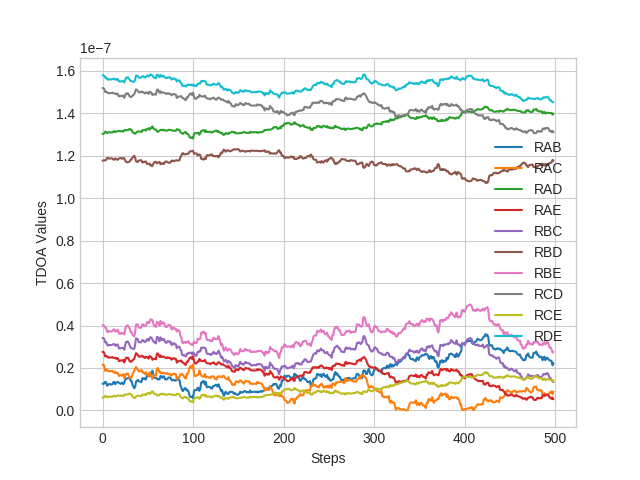 1e−7
1.6
1.4
1.2
1.0
0.8
0.6
0.4
0.2
0.0
TDOA Values
0
100
200
300
400
500
Steps
RAB
RAC
RAD
RAE
RBC
RBD
RBE
RCD
RCE
RDE